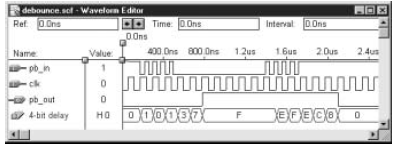 debounce.scf - Waveform Editor
Ref: 0.0ns Time: 0.0ns Interval: 0.0ns
0.0ns
Name: Value: 400.0ns 800.0ns 1.2us 1.6us 2.0us 2.4us
pb_in 1
clk 0
pb_out 0
4-bit delay H 0 0 1 0 1 3 7 F E F E C 8 0